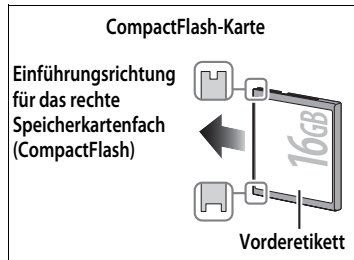 CompactFlash-Karte
Einführungsrichtung
für das rechte
Speicherkartenfach
(CompactFlash)
16GB
Vorderetikett